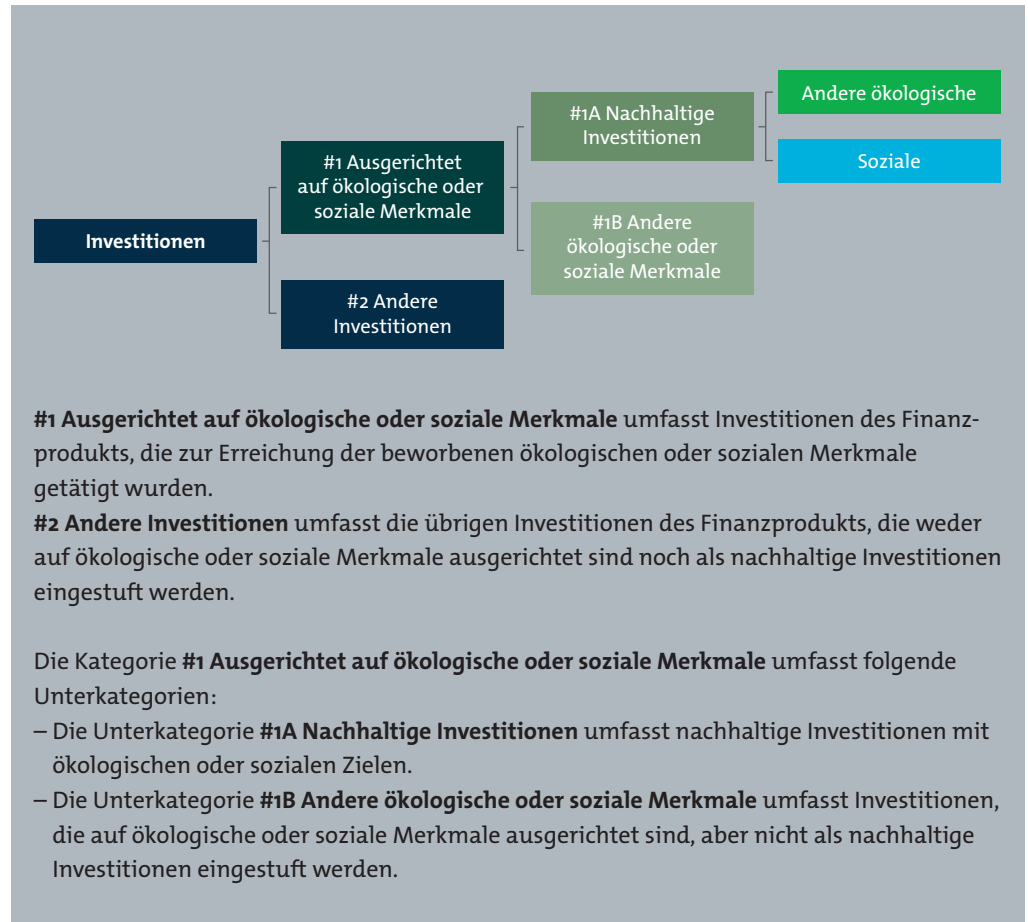 Andere ökologische
#1A Nachhaltige
Investitionen
#1 Ausgerichtet
auf ökologische oder
soziale Merkmale
Soziale
#1B Andere
ökologische oder
soziale Merkmale
Investitionen
#2 Andere
Investitionen
#1 Ausgerichtet auf ökologische oder soziale Merkmale umfasst Investitionen des Finanz-
produkts, die zur Erreichung der beworbenen ökologischen oder sozialen Merkmale
getätigt wurden.
#2 Andere Investitionen umfasst die übrigen Investitionen des Finanzprodukts, die weder
auf ökologische oder soziale Merkmale ausgerichtet sind noch als nachhaltige Investitionen
eingestuft werden.
Die Kategorie #1 Ausgerichtet auf ökologische oder soziale Merkmale umfasst folgende
Unterkategorien:
– Die Unterkategorie #1A Nachhaltige Investitionen umfasst nachhaltige Investitionen mit
ökologischen oder sozialen Zielen.
– Die Unterkategorie #1B Andere ökologische oder soziale Merkmale umfasst Investitionen,
die auf ökologische oder soziale Merkmale ausgerichtet sind, aber nicht als nachhaltige
Investitionen eingestuft werden.